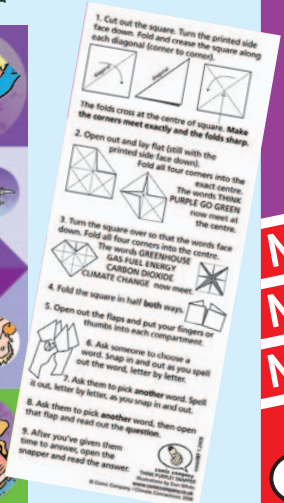 1. Cut out the square. Turn the printed side
face down. Fold and crease the square along
each diagonal (corner to corner).
The folds cross at the centre of square. Make
the corners meet exactly and the folds sharp.
2. Open out and lay flat (still with the
printed side face down).
Fold all four corners into the
exact centre.
The words THINK
PURPLE GO GREEN
now meet at
the centre.
3. Turn the square over so that the words face
down. Fold all four corners into the centre.
The words GREENHOUSE
GAS FUEL ENERGY
CARBON DIOXIDE
CLIMATE CHANGE now meet.
4. Fold the square in half both ways.
5. Open out the flaps and put your fingers or
thumbs into each compartment.
6. Ask someone to choose a
word. Snap in and out as you spell
out the word, letter by letter.
7. Ask them to pick another word. Spell
it out, letter by letter, as you snap in and out.
8. Ask them to pick another word, then open
that flap and read out the question.
9. After you've given them
time to answer, open the
snapper and read the answer.
comic company
THINK PURPLE! SNAPPER
© Comic Company / Climate Connections
N
N
N